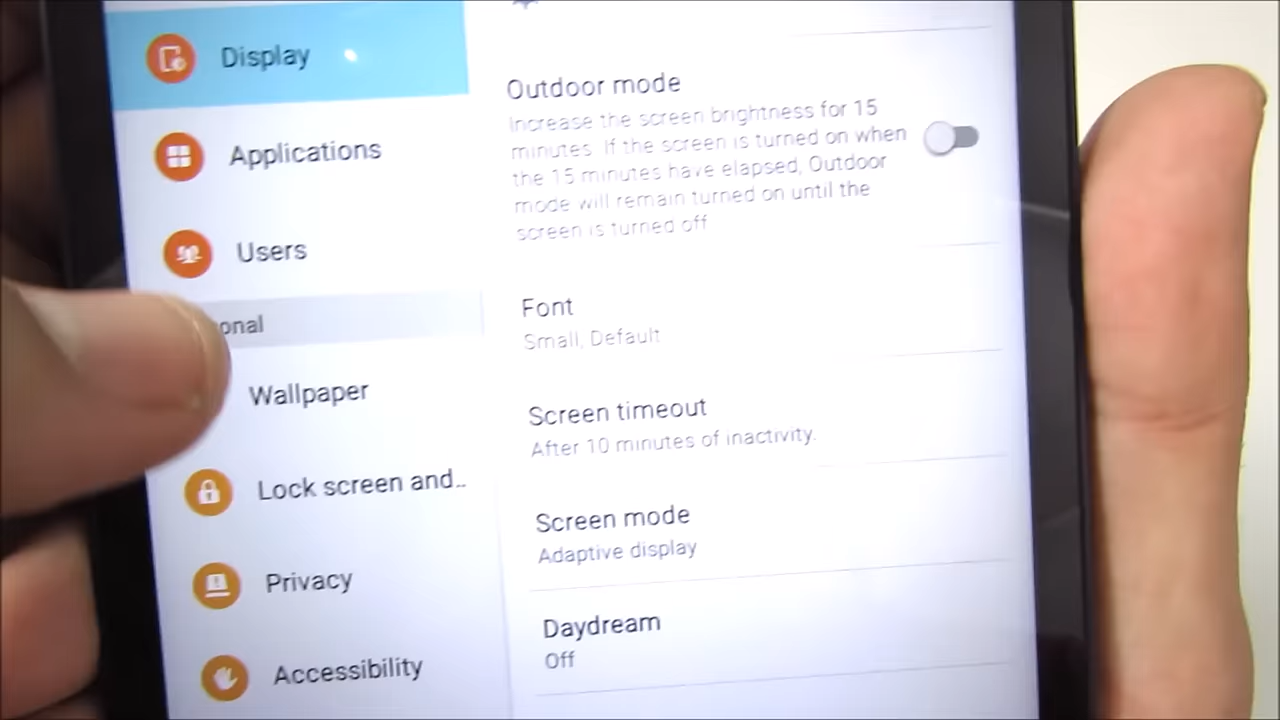 Display
Applications
Users
onal
Wallpaper
Lock screen and..
Privacy
Accessibility
Outdoor mode
Increase the screen brightness for 15
minutes. If the screen is turned on when
the 15 minutes have elapsed, Outdoor
mode will remain turned on until the
screen is turned off
Font
Small, Default
Screen timeout
After 10 minutes of inactivity.
Screen mode
Adaptive display
Daydream
Off